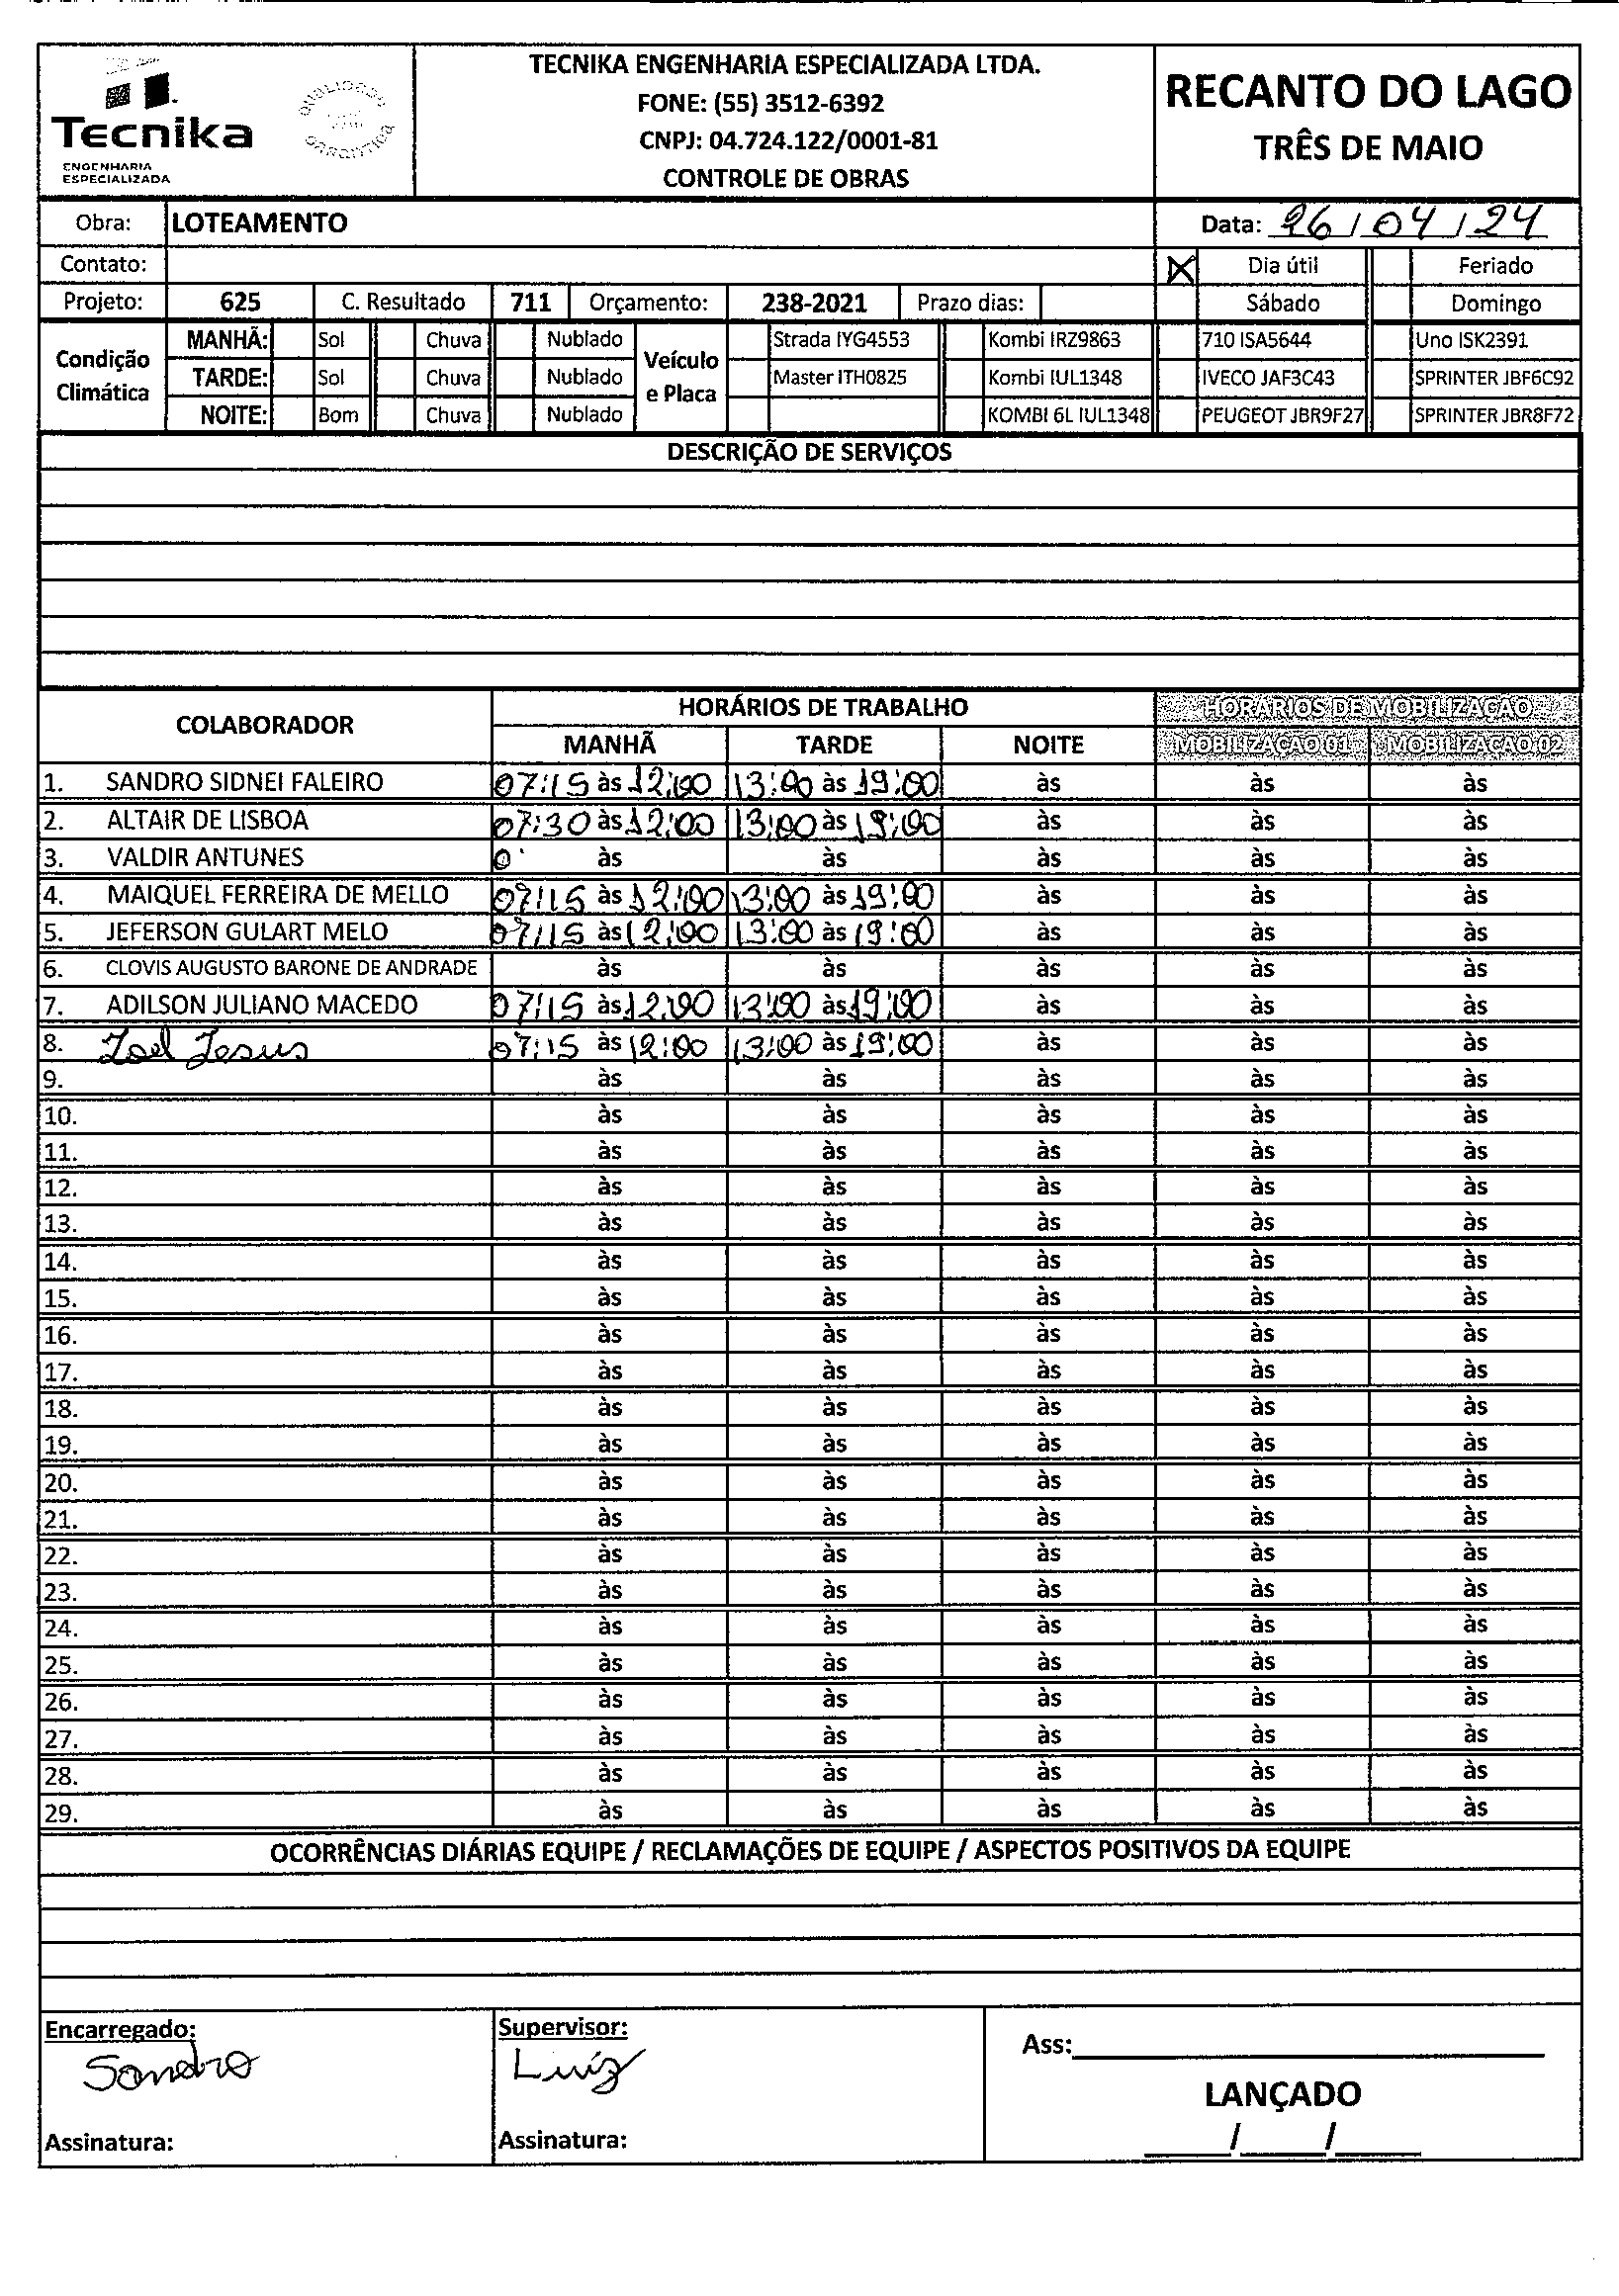 Tecnika
ENGENHARIA
ESPECIALIZADA
TECNIKA ENGENHARIA ESPECIALIZADA LTDA.
FONE: (55) 3512-6392
CNPJ: 04.724.122/0001-81
CONTROLE DE OBRAS
RECANTO DO LAGO
TRÊS DE MAIO
Obra: LOTEAMENTO Data: 26/04/24
Contato: X Dia útil Feriado
Projeto: 625 C. Resultado 711 Orçamento: 238-2021 Prazo dias: Sábado Domingo
Condição Climática
MANHÃ: Sol Chuva Nublado
TARDE: Sol Chuva Nublado
NOITE: Bom Chuva Nublado
Veículo e Placa
Strada IYG4553 Kombi IRZ9863 710 ISA5644 Uno ISK2391
Master ITH0825 Kombi IUL1348 IVECO JAF3C43 SPRINTER JBF6C92
KOMBI 6L IUL1348 PEUGEOT JBR9F27 SPRINTER JBR8F72
DESCRIÇÃO DE SERVIÇOS
COLABORADOR HORÁRIOS DE TRABALHO HORÁRIOS DE MOBILIZAÇÃO
MANHÃ TARDE NOITE MOBILIZAÇÃO 01 MOBILIZAÇÃO 02
1. SANDRO SIDNEI FALEIRO 07:15 às 12:00 13:00 às 19:00 às às às
2. ALTAIR DE LISBOA 07:30 às 12:00 13:00 às 19:00 às às às
3. VALDIR ANTUNES 0 às às às às às
4. MAIQUEL FERREIRA DE MELLO 07:15 às 12:00 13:00 às 19:00 às às às
5. JEFERSON GULART MELO 07:15 às 12:00 13:00 às 19:00 às às às
6. CLOVIS AUGUSTO BARONE DE ANDRADE às às às às às
7. ADILSON JULIANO MACEDO 07:15 às 12:00 13:00 às 19:00 às às às
8. Joel Jesus 07:15 às 12:00 13:00 às 19:00 às às às
9. às às às às às
10. às às às às às
11. às às às às às
12. às às às às às
13. às às às às às
14. às às às às às
15. às às às às às
16. às às às às às
17. às às às às às
18. às às às às às
19. às às às às às
20. às às às às às
21. às às às às às
22. às às às às às
23. às às às às às
24. às às às às às
25. às às às às às
26. às às às às às
27. às às às às às
28. às às às às às
29. às às às às às
OCORRÊNCIAS DIÁRIAS EQUIPE / RECLAMAÇÕES DE EQUIPE / ASPECTOS POSITIVOS DA EQUIPE
Encarregado: Supervisor: Ass:
Sandro Luiz
LANÇADO
Assinatura: Assinatura: / /